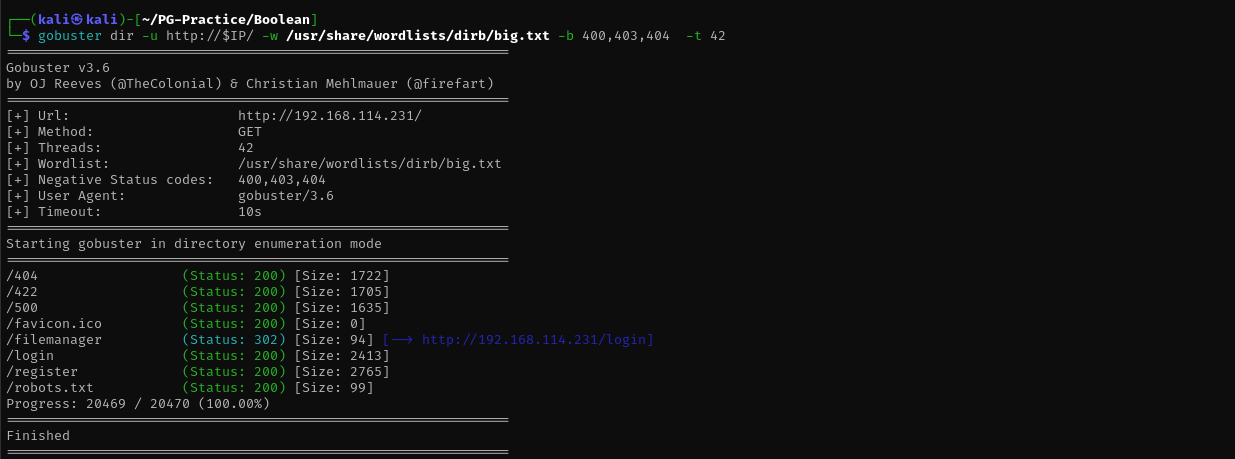 ┌──(kali㉿kali)-[~/PG-Practice/Boolean]
└─$ gobuster dir -u http://$IP/ -w /usr/share/wordlists/dirb/big.txt -b 400,403,404  -t 42
===============================================================
Gobuster v3.6
by OJ Reeves (@TheColonial) & Christian Mehlmauer (@firefart)
===============================================================
[+] Url:                     http://192.168.114.231/
[+] Method:                  GET
[+] Threads:                 42
[+] Wordlist:                /usr/share/wordlists/dirb/big.txt
[+] Negative Status codes:   400,403,404
[+] User Agent:              gobuster/3.6
[+] Timeout:                 10s
===============================================================
Starting gobuster in directory enumeration mode
===============================================================
/404                  (Status: 200) [Size: 1722]
/422                  (Status: 200) [Size: 1705]
/500                  (Status: 200) [Size: 1635]
/favicon.ico          (Status: 200) [Size: 0]
/filemanager          (Status: 302) [Size: 94] [--> http://192.168.114.231/login]
/login                (Status: 200) [Size: 2413]
/register             (Status: 200) [Size: 2765]
/robots.txt           (Status: 200) [Size: 99]
Progress: 20469 / 20470 (100.00%)
===============================================================
Finished
===============================================================